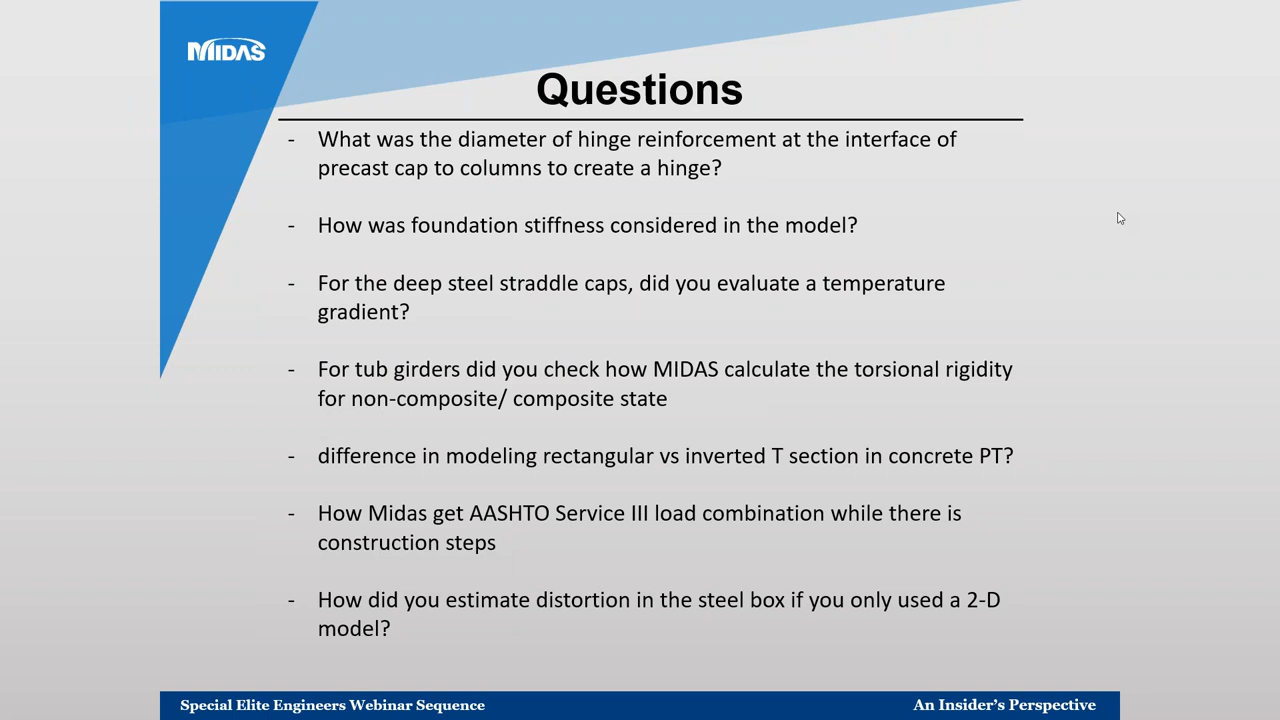 MIDAS
Questions
- What was the diameter of hinge reinforcement at the interface of
precast cap to columns to create a hinge?
- How was foundation stiffness considered in the model?
- For the deep steel straddle caps, did you evaluate a temperature
gradient?
- For tub girders did you check how MIDAS calculate the torsional rigidity
for non-composite/ composite state
- difference in modeling rectangular vs inverted T section in concrete PT?
- How Midas get AASHTO Service III load combination while there is
construction steps
- How did you estimate distortion in the steel box if you only used a 2-D
model?
Special Elite Engineers Webinar Sequence
An Insider’s Perspective